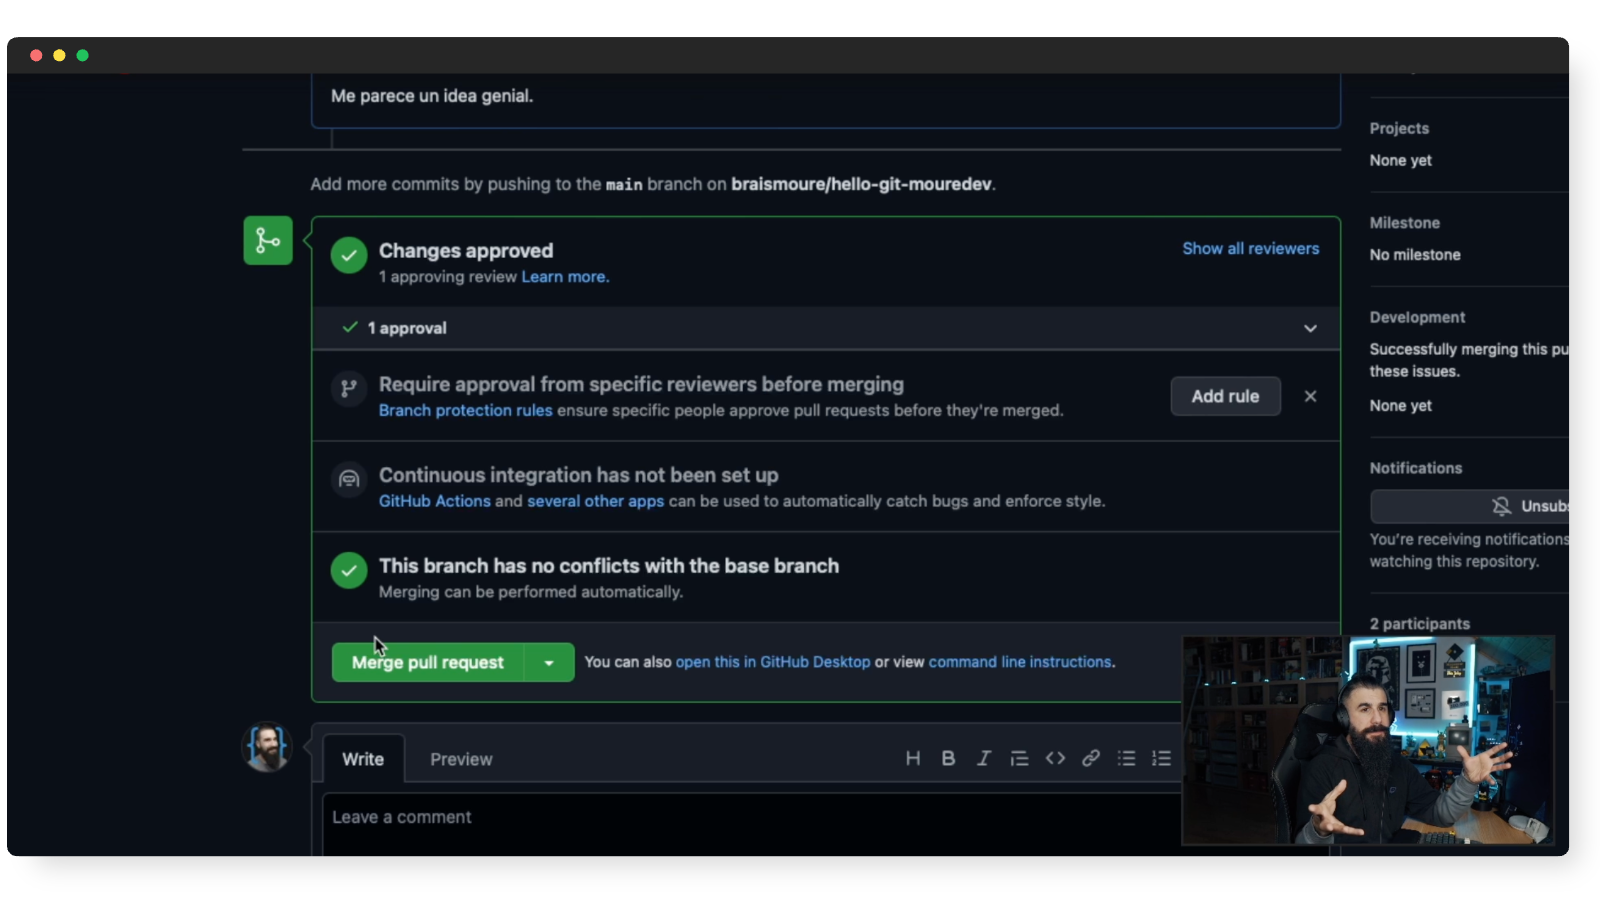 Me parece un idea genial.
Add more commits by pushing to the main branch on braismoure/hello-git-mouredev.
Changes approved
1 approving review Learn more.
Show all reviewers
1 approval
Require approval from specific reviewers before merging
Branch protection rules ensure specific people approve pull requests before they're merged.
Add rule
Continuous integration has not been set up
GitHub Actions and several other apps can be used to automatically catch bugs and enforce style.
This branch has no conflicts with the base branch
Merging can be performed automatically.
Merge pull request
You can also open this in GitHub Desktop or view command line instructions.
Write
Preview
Leave a comment
Projects
None yet
Milestone
No milestone
Development
Successfully merging this pu
these issues.
None yet
Notifications
Unsubs
You're receiving notifications
watching this repository.
2 participants